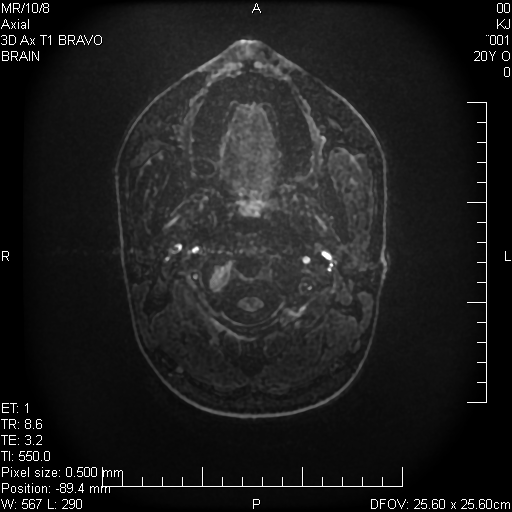 MR/10/8
Axial
3D Ax T1 BRAVO
BRAIN
A
00
KJ
¨001
20Y O
0
R
L
ET: 1
TR: 8.6
TE: 3.2
TI: 550.0
Pixel size: 0.500 mm
Position: -89.4 mm
W: 567 L: 290
P
DFOV: 25.60 x 25.60cm